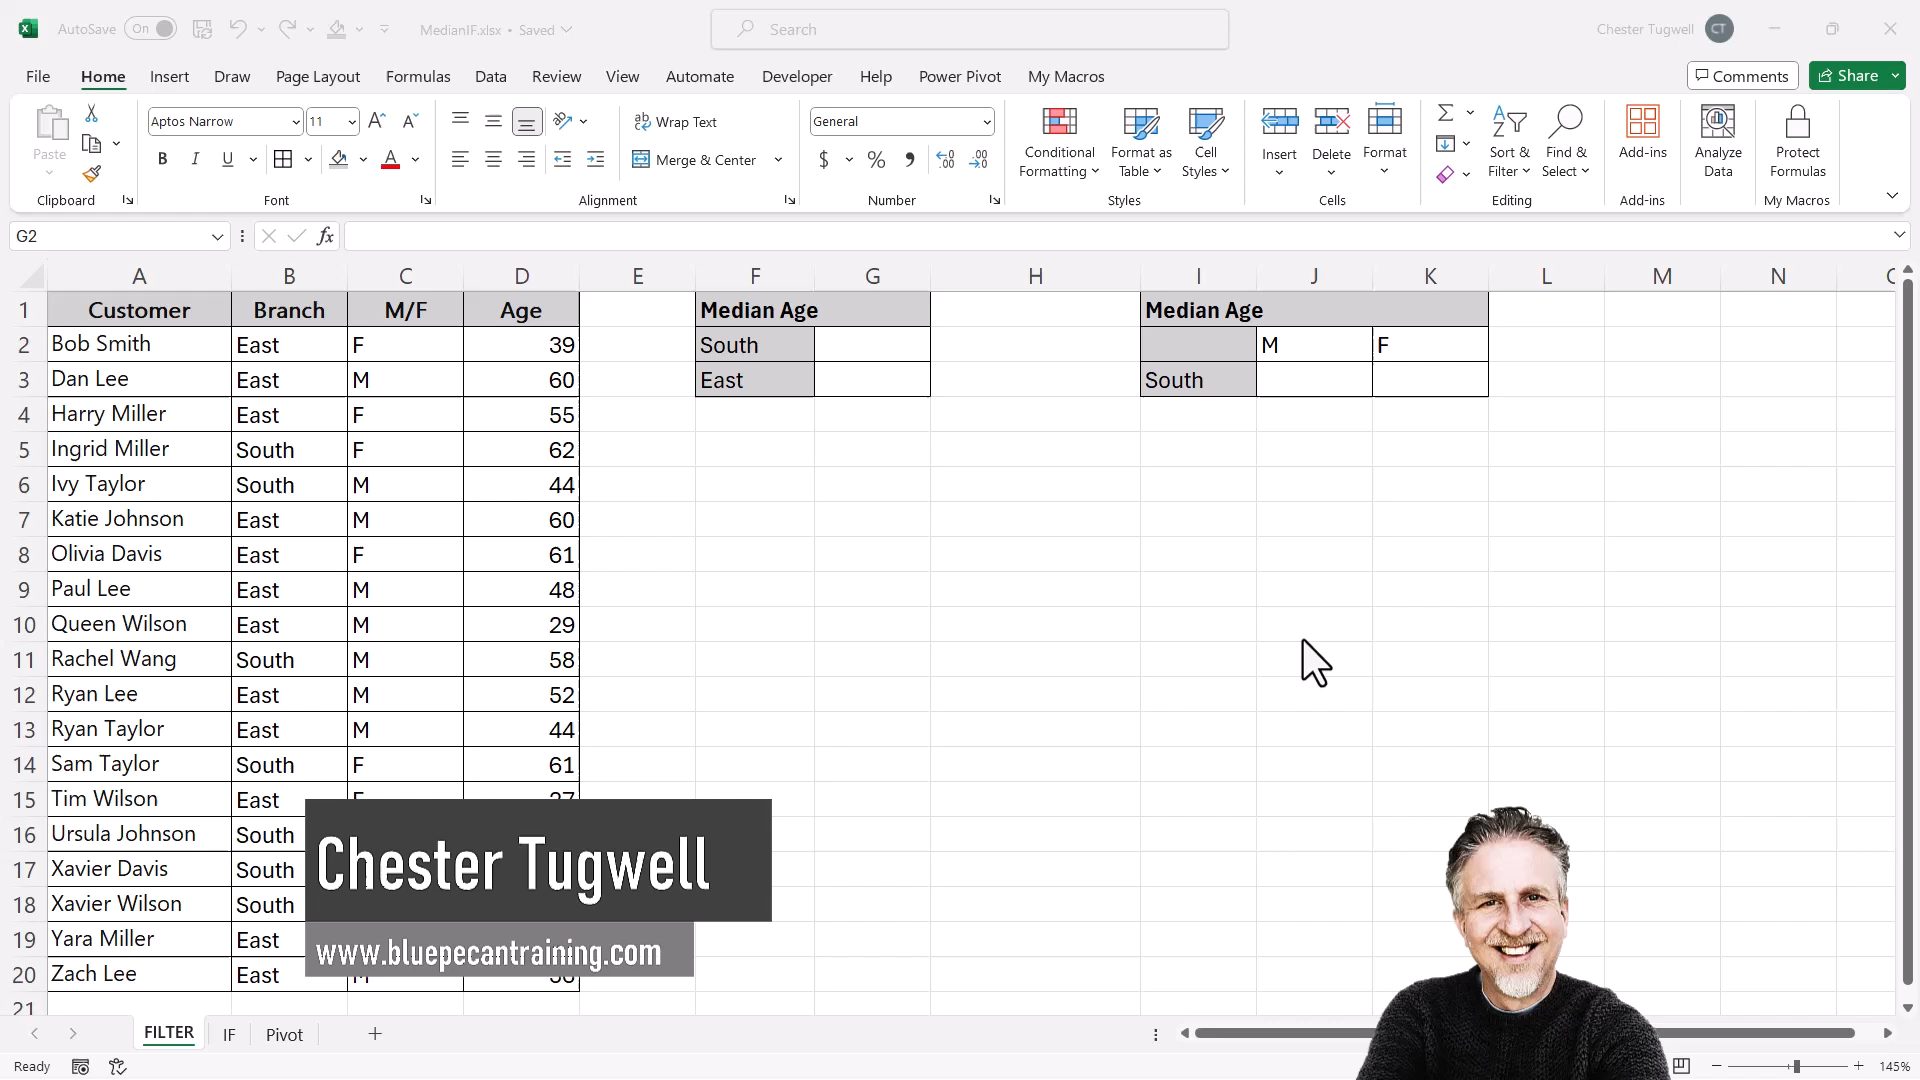 AutoSave On MedianIF.xlsx • Saved Search Chester Tugwell CT
File Home Insert Draw Page Layout Formulas Data Review View Automate Developer Help Power Pivot My Macros Comments Share
Paste Aptos Narrow 11 Wrap Text General
B I U A Merge & Center $ %
Conditional Formatting Format as Table Cell Styles Insert Delete Format Sort & Filter Find & Select Add-ins Analyze Data Protect Formulas
Clipboard Font Alignment Number Styles Cells Editing Add-ins My Macros
G2 fx
A B C D E F G H I J K L M N
1 Customer Branch M/F Age Median Age Median Age
2 Bob Smith East F 39 South M F
3 Dan Lee East M 60 East South
4 Harry Miller East F 55
5 Ingrid Miller South F 62
6 Ivy Taylor South M 44
7 Katie Johnson East M 60
8 Olivia Davis East F 61
9 Paul Lee East M 48
10 Queen Wilson East M 29
11 Rachel Wang South M 58
12 Ryan Lee East M 52
13 Ryan Taylor East M 44
14 Sam Taylor South F 61
15 Tim Wilson East
16 Ursula Johnson South
17 Xavier Davis South
18 Xavier Wilson South
19 Yara Miller East
20 Zach Lee East
21
Chester Tugwell
www.bluepecantraining.com
FILTER IF Pivot
Ready 145%